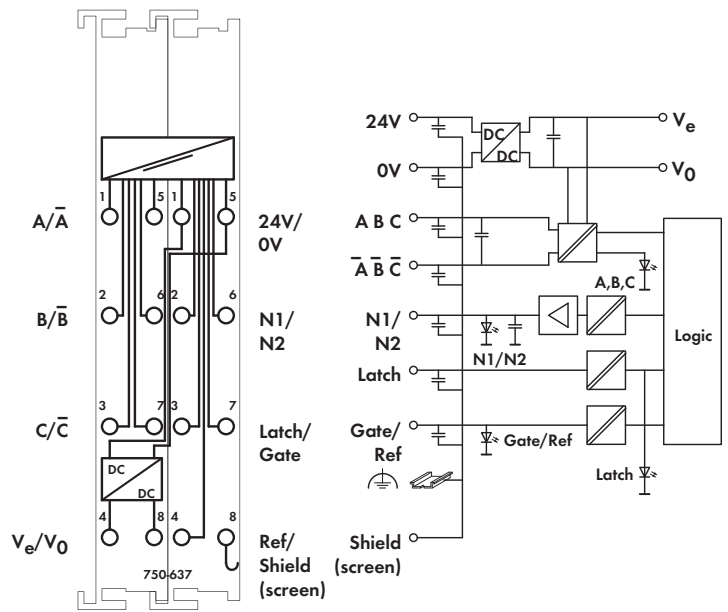 1 5 1 5
A/A̅
24V/
0V
2 6 2 6
B/B̅
N1/
N2
3 7 3 7
C/C̅
Latch/
Gate
DC
DC
4 8 4 8
Ve/V0
Ref/
Shield
(screen)
750-637
24V
DC
DC
Ve
0V
V0
A B C
A̅ B̅ C̅
A,B,C
N1/
N2
N1/N2
Logic
Latch
Gate/
Ref
Gate/Ref
Latch
Shield
(screen)